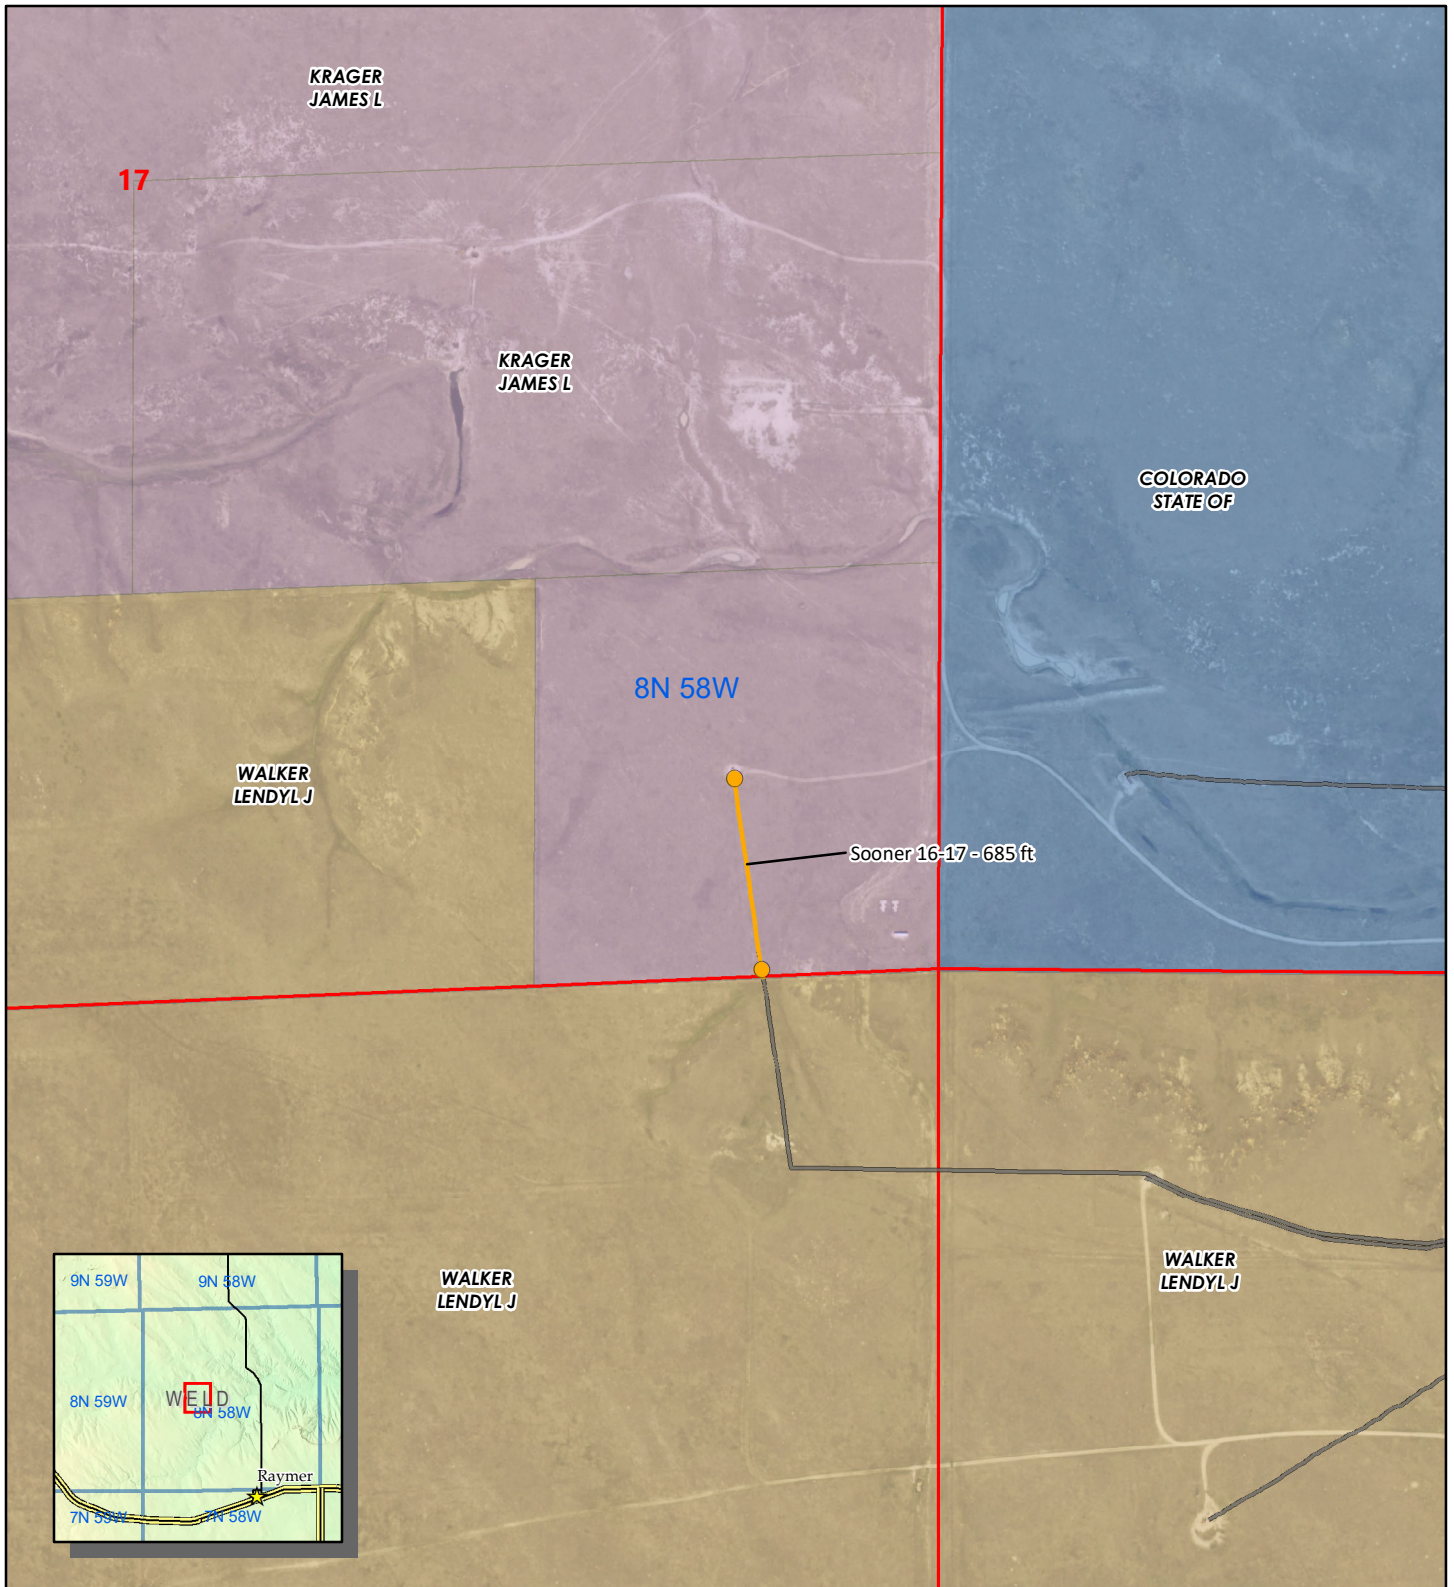 KRAGER
JAMES L
17
KRAGER
JAMES L
COLORADO
STATE OF
8N 58W
WALKER
LENDYL J
Sooner 16-17 - 685 ft
WALKER
LENDYL J
WALKER
LENDYL J
9N 59W
9N 58W
8N 59W
WELD
8N 58W
Raymer
7N 59W
7N 58W